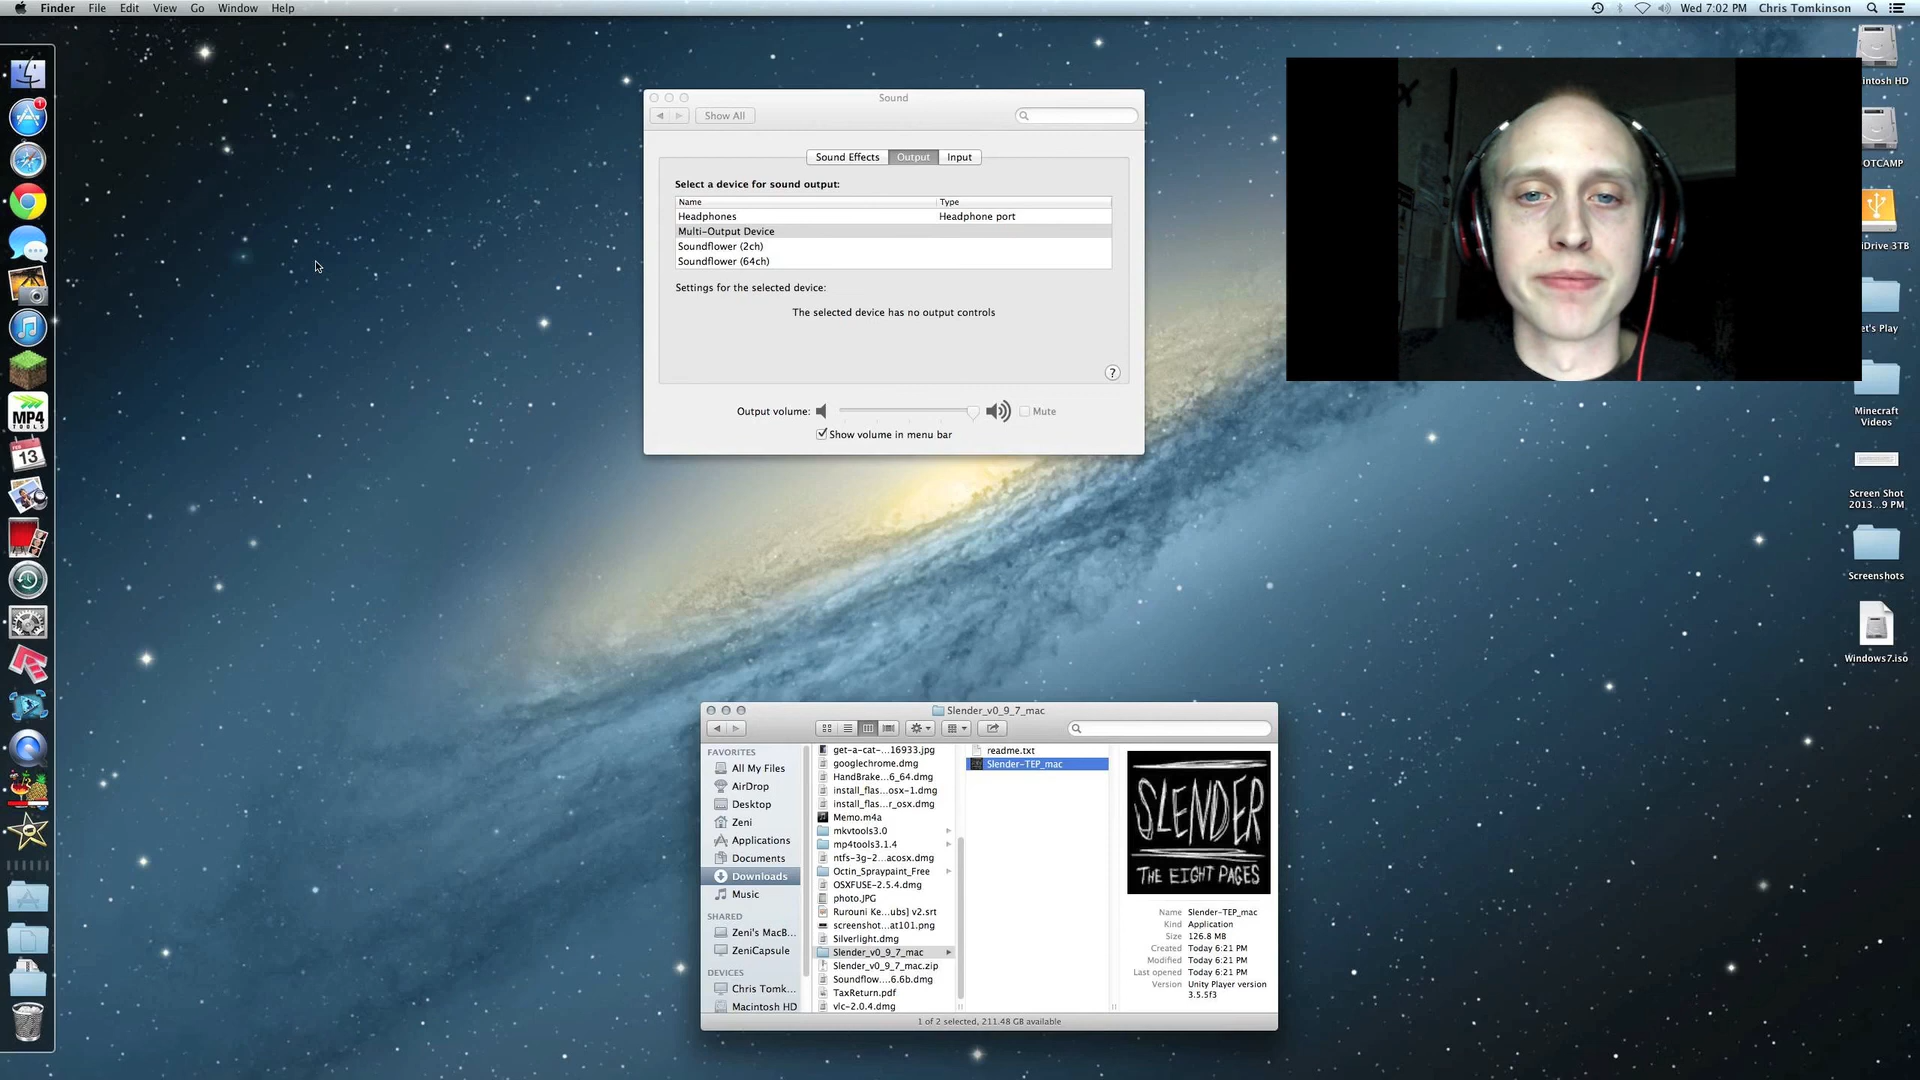 Finder File Edit View Go Window Help
Wed 7:02 PM Chris Tomkinson
Sound
Show All
Sound Effects Output Input
Select a device for sound output:
Name Type
Headphones Headphone port
Multi-Output Device
Soundflower (2ch)
Soundflower (64ch)
Settings for the selected device:
The selected device has no output controls
?
Output volume: Mute
Show volume in menu bar
intosh HD
OTCAMP
iDrive 3TB
et's Play
Minecraft
Videos
Screen Shot
2013...9 PM
Screenshots
Windows7.iso
1
MP4
TOOLS
FEB
13
Slender_v0_9_7_mac
FAVORITES
All My Files
AirDrop
Desktop
Zeni
Applications
Documents
Downloads
Music
SHARED
Zeni's MacB...
ZeniCapsule
DEVICES
Chris Tomk...
Macintosh HD
get-a-cat-...16933.jpg
googlechrome.dmg
HandBrake...6_64.dmg
install_flas...osx-1.dmg
install_flas...r_osx.dmg
Memo.m4a
mkvtools3.0
mp4tools3.1.4
ntfs-3g-2...acosx.dmg
Octin_Spraypaint_Free
OSXFUSE-2.5.4.dmg
photo.JPG
Rurouni Ke...ubs] v2.srt
screenshot...at101.png
Silverlight.dmg
Slender_v0_9_7_mac
Slender_v0_9_7_mac.zip
Soundflow....6.6b.dmg
TaxReturn.pdf
vlc-2.0.4.dmg
readme.txt
Slender-TEP_mac
SLENDER
THE EIGHT PAGES
Name Slender-TEP_mac
Kind Application
Size 126.8 MB
Created Today 6:21 PM
Modified Today 6:21 PM
Last opened Today 6:21 PM
Version Unity Player version
3.5.5f3
1 of 2 selected, 211.48 GB available